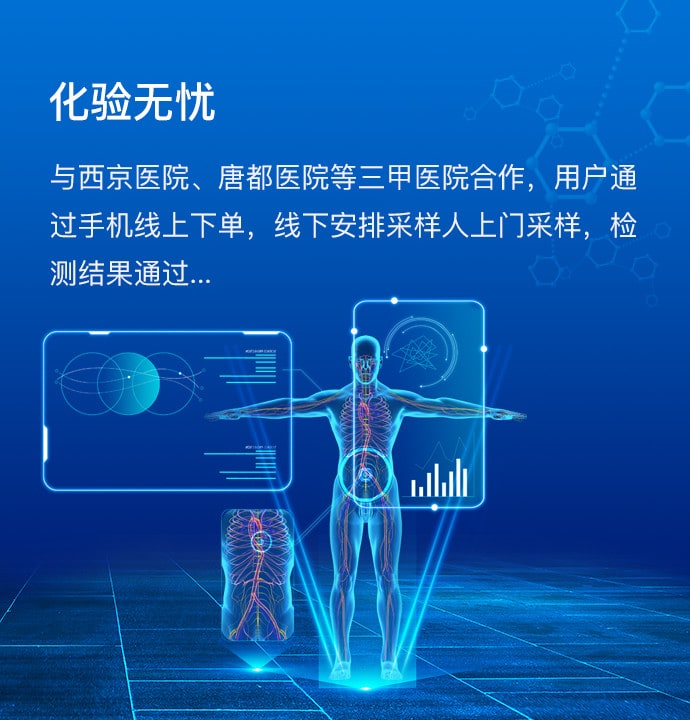 化验无忧
与西京医院、唐都医院等三甲医院合作，用户通
过手机线上下单，线下安排采样人上门采样，检
测结果通过...